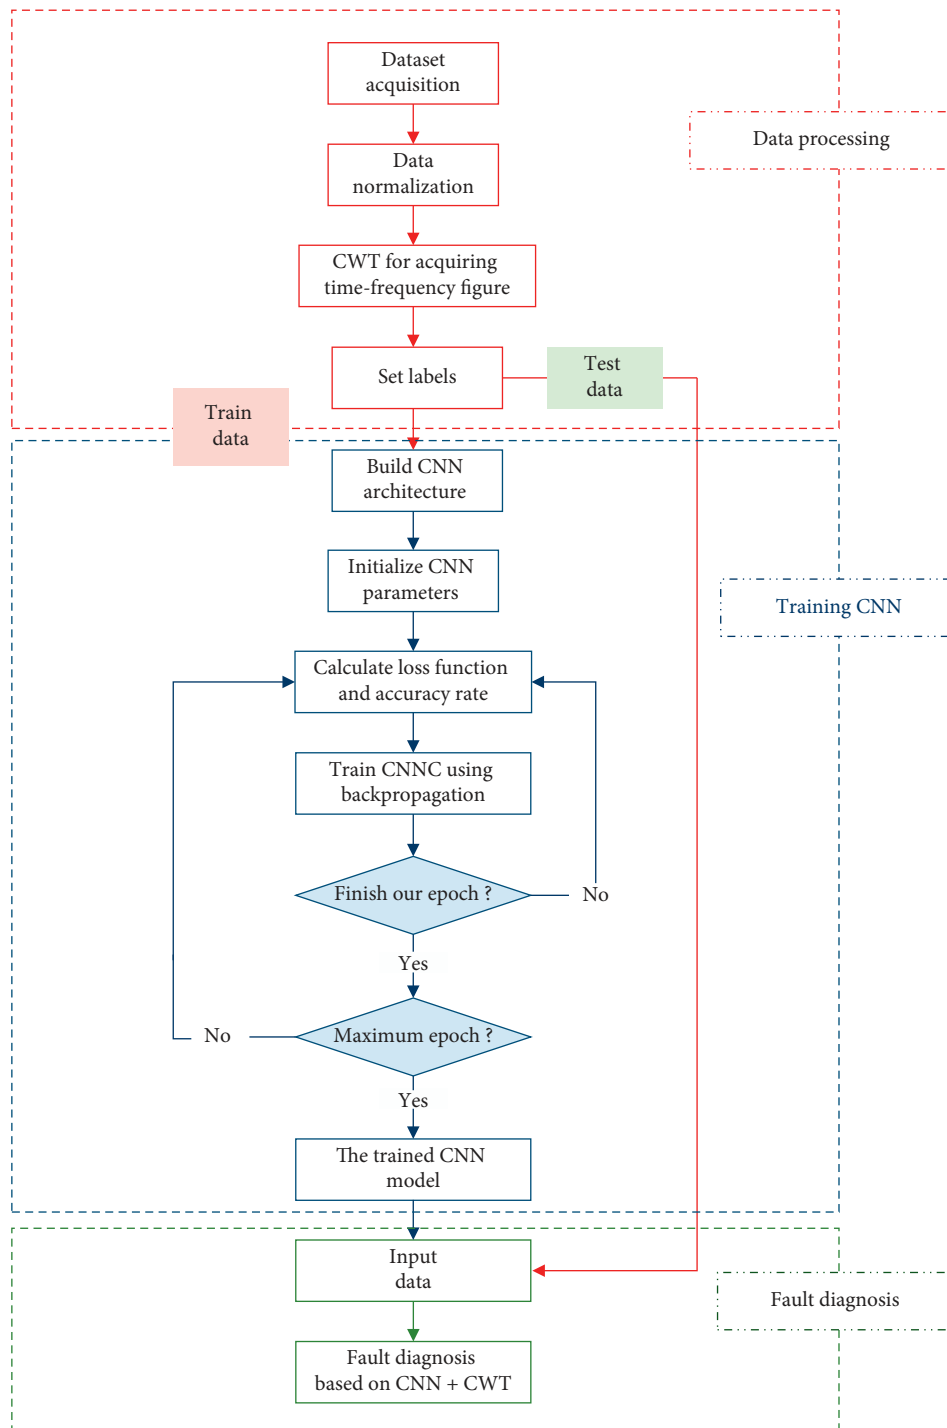 Dataset
acquisition
Data processing
Data
normalization
CWT for acquiring
time-frequency figure
Set labels
Test
data
Train
data
Build CNN
architecture
Initialize CNN
parameters
Training CNN
Calculate loss function
and accuracy rate
Train CNNC using
backpropagation
Finish our epoch ?
No
Yes
No
Maximum epoch ?
Yes
The trained CNN
model
Input
data
Fault diagnosis
Fault diagnosis
based on CNN + CWT